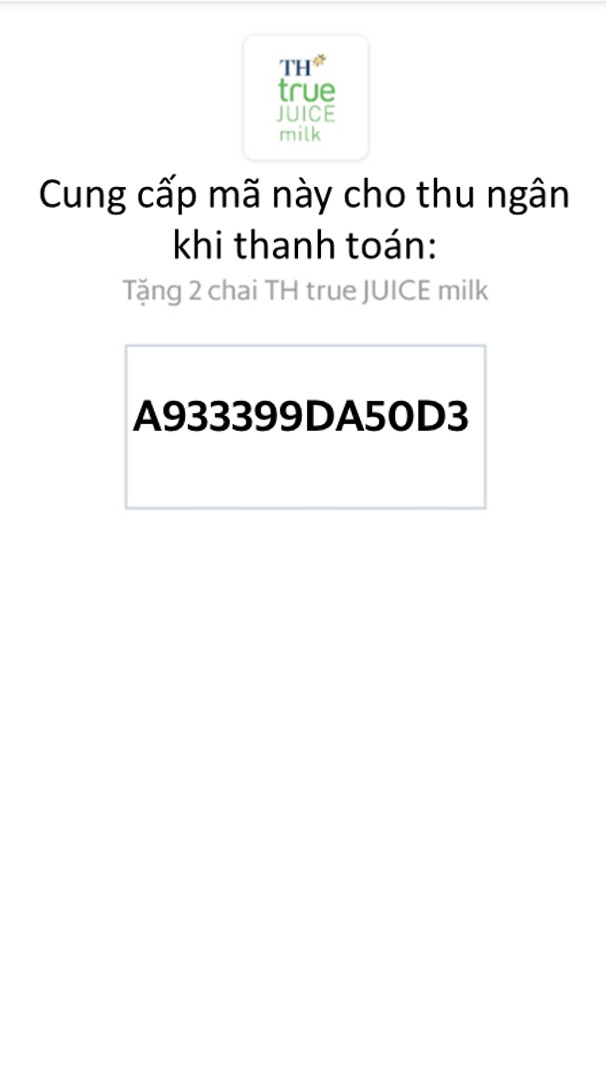 TH
true
JUICE
milk
Cung cấp mã này cho thu ngân
khi thanh toán:
Tặng 2 chai TH true JUICE milk
A933399DA50D3